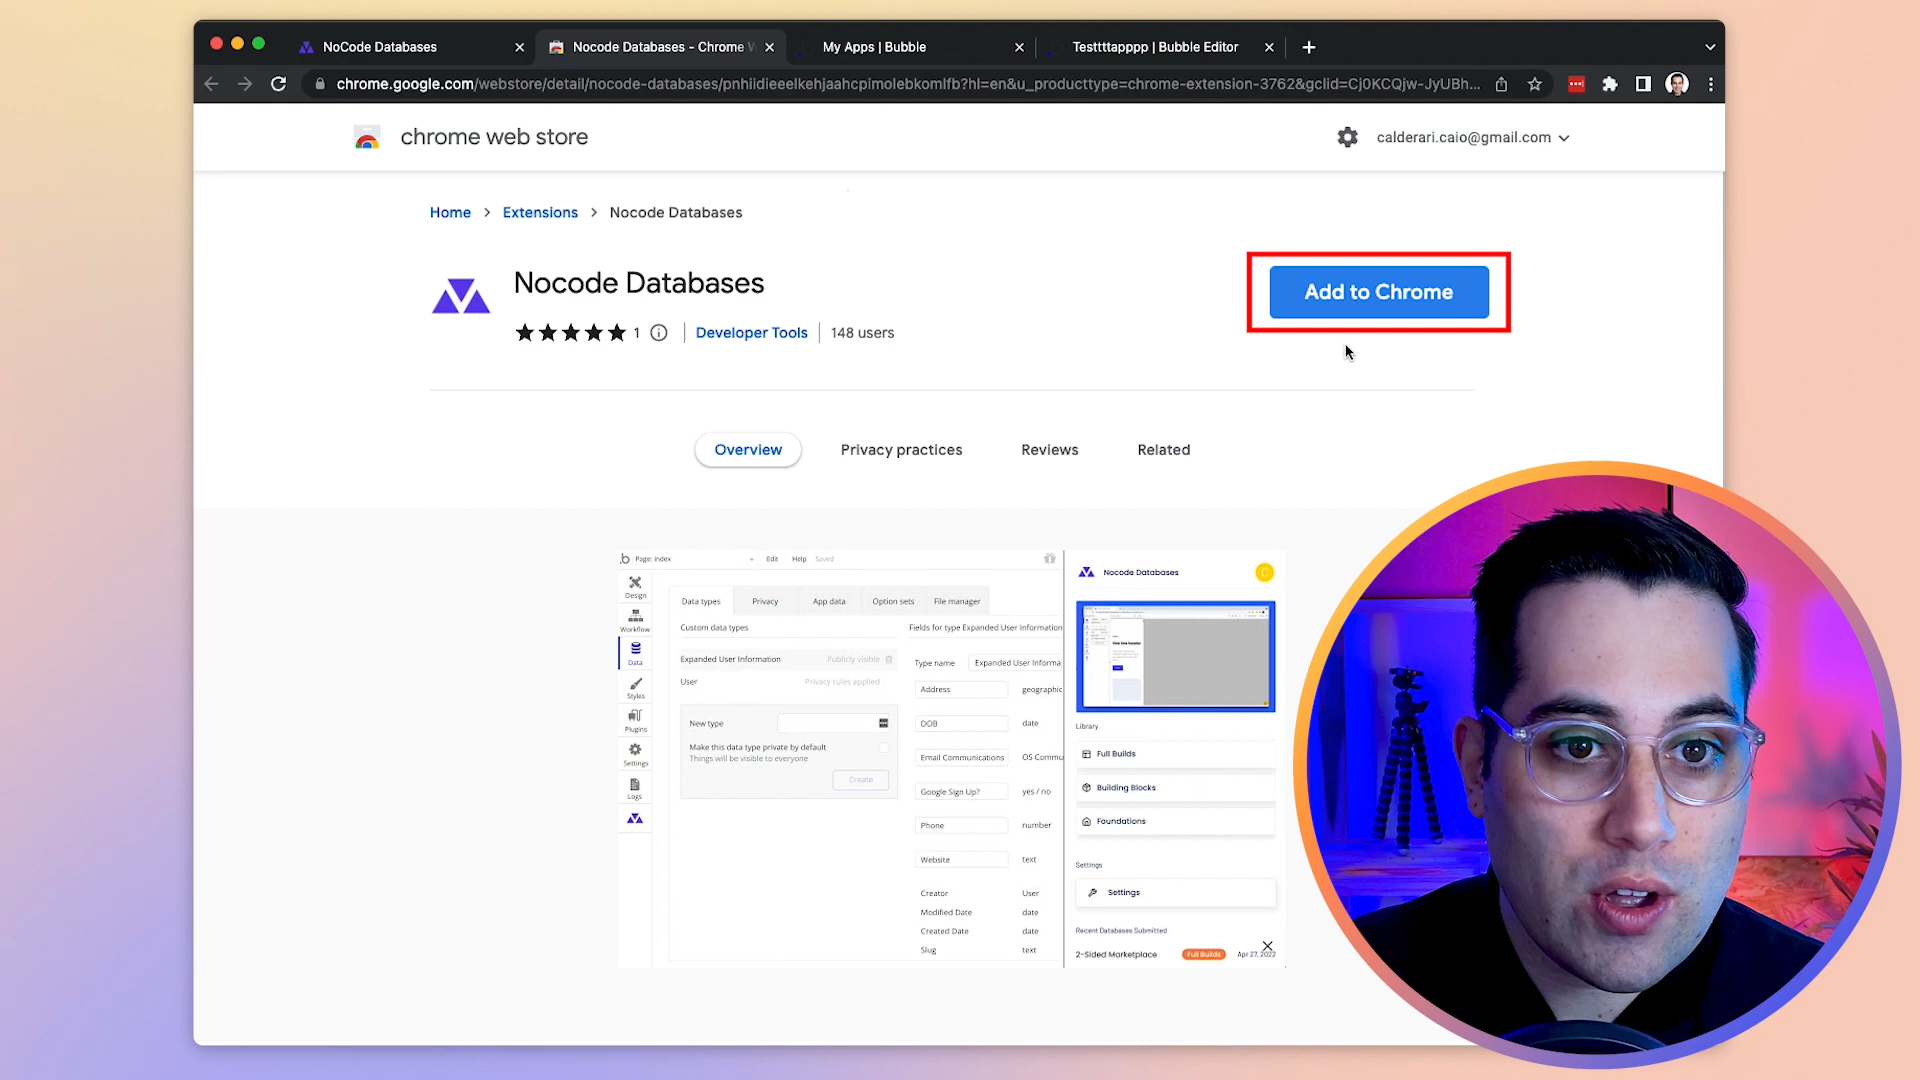 NoCode Databases
Nocode Databases - Chrome W
My Apps | Bubble
Testtttapppp | Bubble Editor
chrome.google.com/webstore/detail/nocode-databases/pnhiidieeelkehjaahcpimolebkomlfb?hl=en&u_producttype=chrome-extension-3762&gclid=Cj0KCQjw-JyUBh...
chrome web store
calderari.caio@gmail.com
Home > Extensions > Nocode Databases
Nocode Databases
Add to Chrome
1
Developer Tools
148 users
Overview
Privacy practices
Reviews
Related
Page: index
Edit
Help
Saved
Design
Workflow
Data
Styles
Plugins
Settings
Logs
Data types
Privacy
App data
Option sets
File manager
Custom data types
Expanded User Information
Publicly visible
User
Privacy rules applied
New type
Make this data type private by default
Things will be visible to everyone
Create
Fields for type Expanded User Information
Type name
Expanded User Informa
Address
geographic
DOB
date
Email Communications
OS Commu
Google Sign Up?
yes / no
Phone
number
Website
text
Creator
User
Modified Date
date
Created Date
date
Slug
text
Nocode Databases
C
Library
Full Builds
Building Blocks
Foundations
Settings
Settings
Recent Databases Submitted
2-Sided Marketplace
Full Builds
Apr 27, 2022